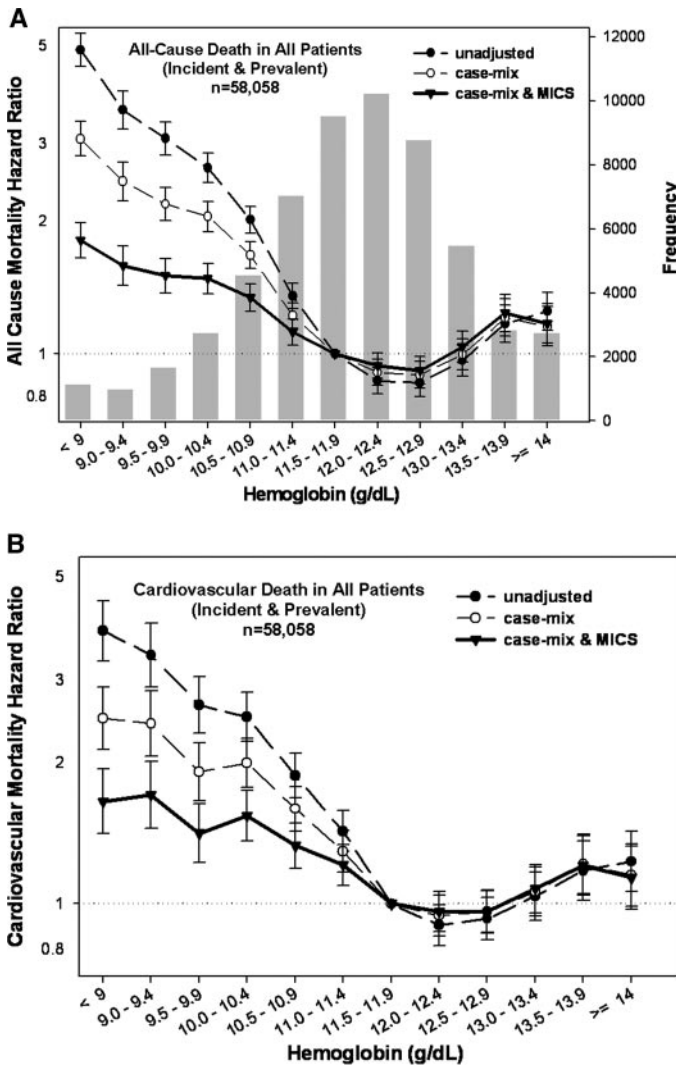 A
All-Cause Death in All Patients
(Incident & Prevalent)
n=58,058
unadjusted
case-mix
case-mix & MICS
All Cause Mortality Hazard Ratio
5
3
2
1
0.8
Frequency
12000
10000
8000
6000
4000
2000
0
< 9
9.0 - 9.4
9.5 - 9.9
10.0 - 10.4
10.5 - 10.9
11.0 - 11.4
11.5 - 11.9
12.0 - 12.4
12.5 - 12.9
13.0 - 13.4
13.5 - 13.9
>= 14
Hemoglobin (g/dL)
B
Cardiovascular Death in All Patients
(Incident & Prevalent)
n=58,058
unadjusted
case-mix
case-mix & MICS
Cardiovascular Mortality Hazard Ratio
5
3
2
1
0.8
< 9
9.0 - 9.4
9.5 - 9.9
10.0 - 10.4
10.5 - 10.9
11.0 - 11.4
11.5 - 11.9
12.0 - 12.4
12.5 - 12.9
13.0 - 13.4
13.5 - 13.9
>= 14
Hemoglobin (g/dL)